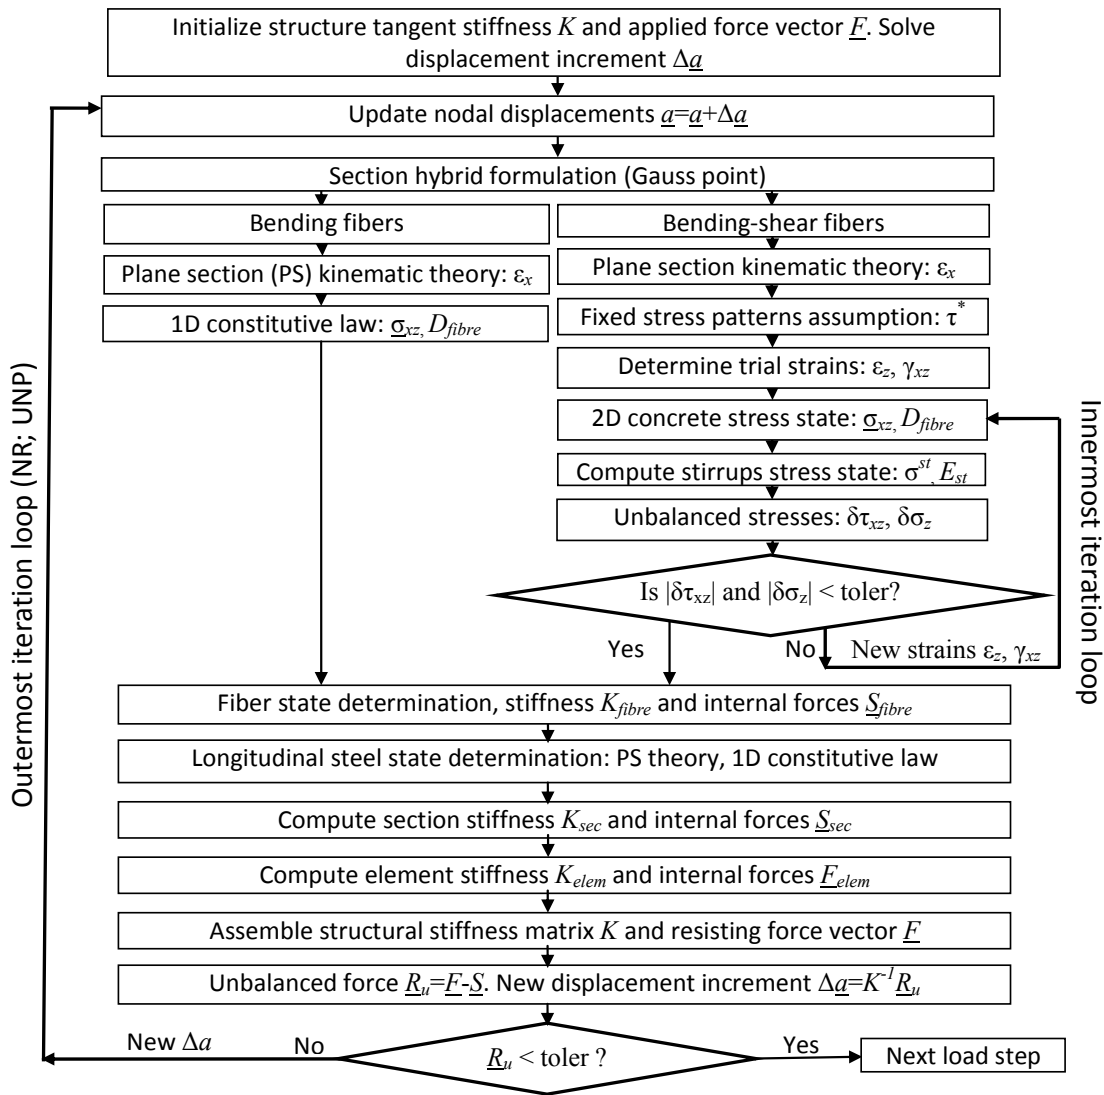 Initialize structure tangent stiffness K and applied force vector F. Solve
displacement increment Δa
Update nodal displacements a=a+Δa
Section hybrid formulation (Gauss point)
Bending fibers
Plane section (PS) kinematic theory: εx
1D constitutive law: σxz, Dfibre
Bending-shear fibers
Plane section kinematic theory: εx
Fixed stress patterns assumption: τ*
Determine trial strains: εz, γxz
2D concrete stress state: σxz, Dfibre
Compute stirrups stress state: σst, Est
Unbalanced stresses: δτxz, δσz
Is |δτxz| and |δσz| < toler?
Yes
No
New strains εz, γxz
Innermost iteration loop
Outermost iteration loop (NR; UNP)
Fiber state determination, stiffness Kfibre and internal forces Sfibre
Longitudinal steel state determination: PS theory, 1D constitutive law
Compute section stiffness Ksec and internal forces Ssec
Compute element stiffness Kelem and internal forces Felem
Assemble structural stiffness matrix K and resisting force vector F
Unbalanced force Ru=F-S. New displacement increment Δa=K-1Ru
New Δa
No
Ru < toler ?
Yes
Next load step